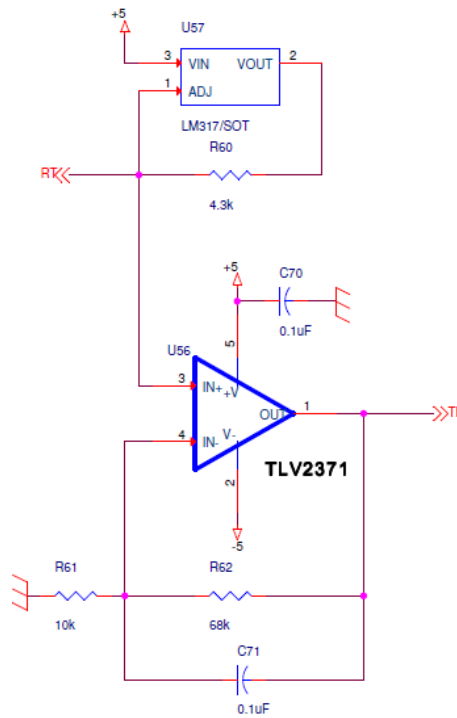 +5
U57
3
VIN
VOUT
2
1
ADJ
LM317/SOT
RT
R60
4.3k
+5
C70
0.1uF
5
U56
3
IN+
+V
OUT
1
4
IN-
V-
TLV2371
2
-5
R61
R62
10k
68k
C71
0.1uF